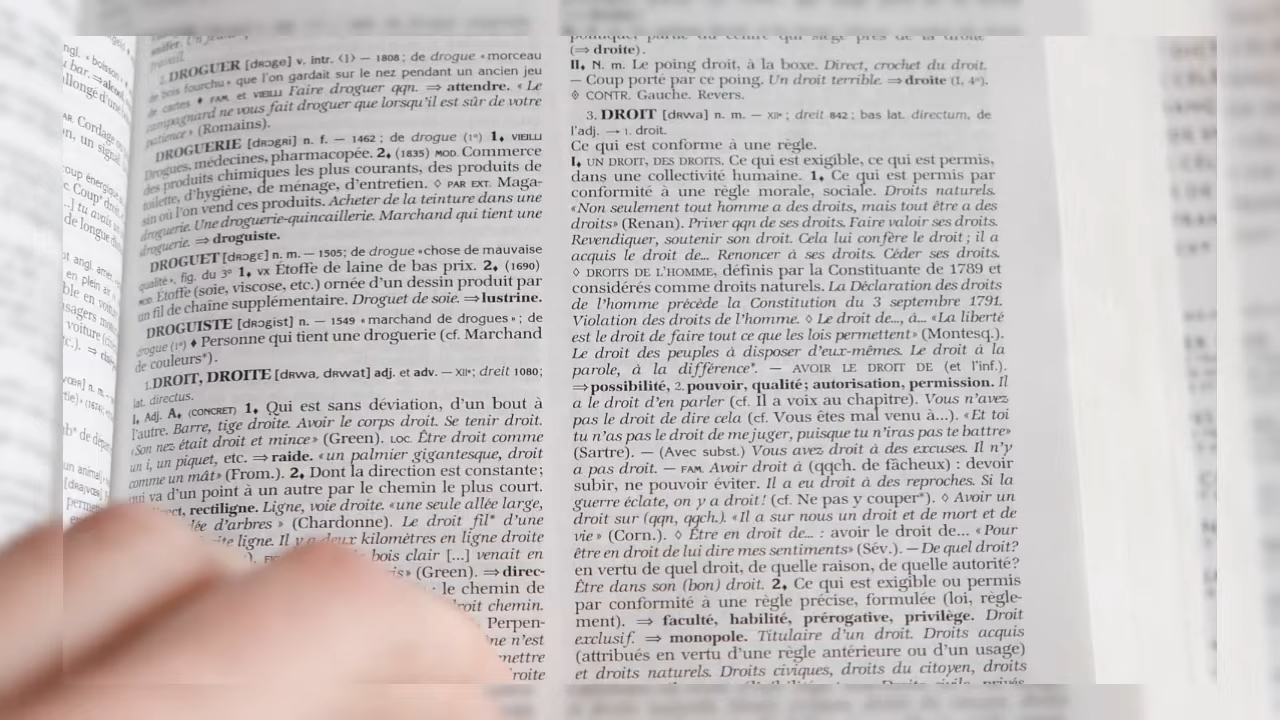 DROGUER [dʀɔge] v. intr. ⟨1⟩ — 1808; de drogue «morceau
de bois fourchu» que l'on gardait sur le nez pendant un ancien jeu
de cartes ♦ FAM. et VIEILLI Faire droguer qqn. ⇒ attendre. «Le
campagnard ne vous fait droguer que lorsqu'il est sûr de votre
patience» (Romains).
DROGUERIE [dʀɔgʀi] n. f. — 1462; de drogue (1°) 1♦ VIEILLI
Drogues, médecines, pharmacopée. 2♦ (1835) MOD. Commerce
des produits chimiques les plus courants, des produits de
toilette, d'hygiène, de ménage, d'entretien. ◊ PAR EXT. Maga-
sin où l'on vend ces produits. Acheter de la teinture dans une
droguerie. Une droguerie-quincaillerie. Marchand qui tient une
droguerie. ⇒ droguiste.
DROGUET [dʀɔgɛ] n. m. — 1505; de drogue «chose de mauvaise
qualité», fig. du 3° 1♦ VX Étoffe de laine de bas prix. 2♦ (1690)
MOD. Étoffe (soie, viscose, etc.) ornée d'un dessin produit par
un fil de chaîne supplémentaire. Droguet de soie. ⇒ lustrine.
DROGUISTE [dʀɔgist] n. — 1549 «marchand de drogues»; de
drogue (1°) ♦ Personne qui tient une droguerie (cf. Marchand
de couleurs*).
1. DROIT, DROITE [dʀwa, dʀwat] adj. et adv. — XIIe; dreit 1080;
lat. directus.
I. Adj. A. (CONCRET) 1♦ Qui est sans déviation, d'un bout à
l'autre. Barre, tige droite. Avoir le corps droit. Se tenir droit.
«Son nez était droit et mince» (Green). LOC. Être droit comme
un i, un piquet, etc. ⇒ raide. «un palmier gigantesque, droit
comme un mât» (From.). 2♦ Dont la direction est constante;
qui va d'un point à un autre par le chemin le plus court.
rectiligne. Ligne, voie droite. «une seule allée large,
d'arbres» (Chardonne). Le droit fil* d'une
ligne. Il y a deux kilomètres en ligne droite
bois clair [...] venait en
(Green). ⇒ direc-
le chemin de
droit chemin.
Perpen-
n'est
(⇒ droite).
II. N. m. Le poing droit, à la boxe. Direct, crochet du droit.
— Coup porté par ce poing. Un droit terrible. ⇒ droite (I, 4°).
◊ CONTR. Gauche. Revers.
3. DROIT [dʀwa] n. m. — XIIe; dreit 842; bas lat. directum, de
l'adj. → 1. droit.
Ce qui est conforme à une règle.
I. UN DROIT, DES DROITS. Ce qui est exigible, ce qui est permis,
dans une collectivité humaine. 1♦ Ce qui est permis par
conformité à une règle morale, sociale. Droits naturels.
«Non seulement tout homme a des droits, mais tout être a des
droits» (Renan). Priver qqn de ses droits. Faire valoir ses droits.
Revendiquer, soutenir son droit. Cela lui confère le droit; il a
acquis le droit de... Renoncer à ses droits. Céder ses droits.
◊ DROITS DE L'HOMME, définis par la Constituante de 1789 et
considérés comme droits naturels. La Déclaration des droits
de l'homme précède la Constitution du 3 septembre 1791.
Violation des droits de l'homme. ◊ Le droit de..., à... «La liberté
est le droit de faire tout ce que les lois permettent» (Montesq.).
Le droit des peuples à disposer d'eux-mêmes. Le droit à la
parole, à la différence*. — AVOIR LE DROIT DE (et l'inf.).
⇒ possibilité, 2. pouvoir, qualité; autorisation, permission. Il
a le droit d'en parler (cf. Il a voix au chapitre). Vous n'avez
pas le droit de dire cela (cf. Vous êtes mal venu à...). «Et toi
tu n'as pas le droit de me juger, puisque tu n'iras pas te battre»
(Sartre). — (Avec subst.) Vous avez droit à des excuses. Il n'y
a pas droit. — FAM. Avoir droit à (qqch. de fâcheux) : devoir
subir, ne pouvoir éviter. Il a eu droit à des reproches. Si la
guerre éclate, on y a droit! (cf. Ne pas y couper*). ◊ Avoir un
droit sur (qqn, qqch.). «Il a sur nous un droit et de mort et de
vie» (Corn.). ◊ Être en droit de... : avoir le droit de... «Pour
être en droit de lui dire mes sentiments» (Sév.). — De quel droit?
en vertu de quel droit, de quelle raison, de quelle autorité?
Être dans son (bon) droit. 2♦ Ce qui est exigible ou permis
par conformité à une règle précise, formulée (loi, règle-
ment). ⇒ faculté, habilité, prérogative, privilège. Droit
exclusif. ⇒ monopole. Titulaire d'un droit. Droits acquis
(attribués en vertu d'une règle antérieure ou d'un usage)
et droits naturels. Droits civiques, droits du citoyen, droits